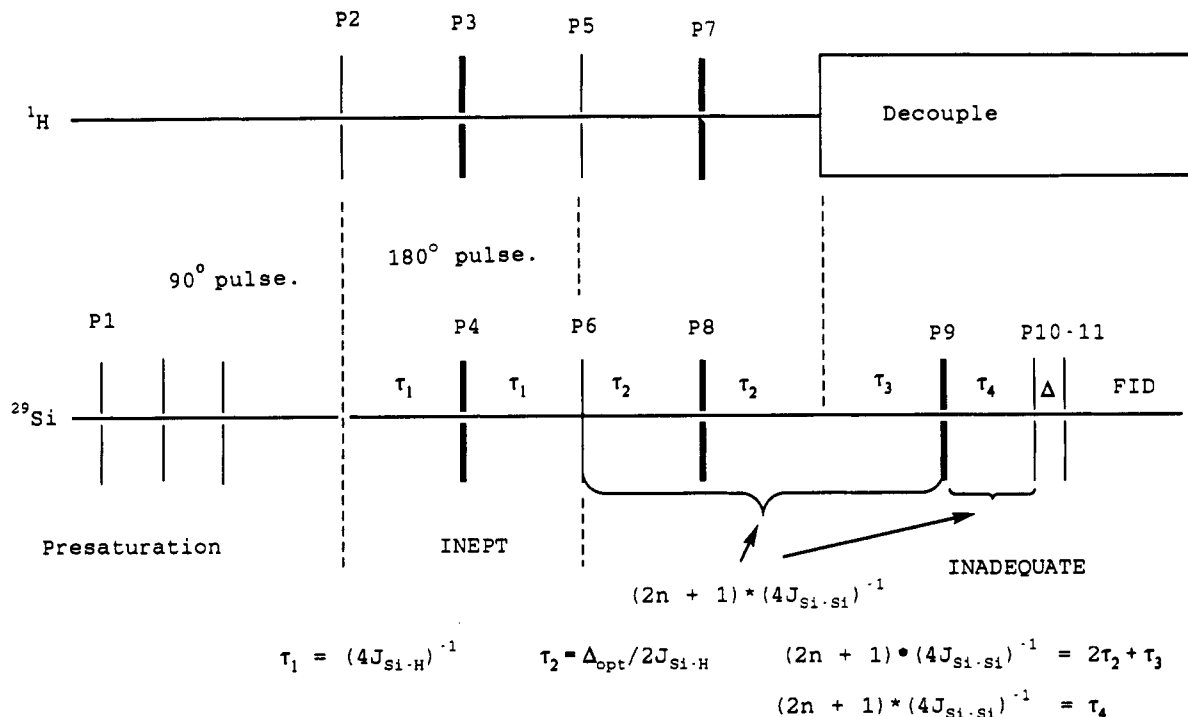 P2 P3 P5 P7
¹H
Decouple
180° pulse.
90° pulse.
P1 P4 P6 P8 P9 P10-11
τ₁ τ₁ τ₂ τ₂ τ₃ τ₄ Δ FID
²⁹Si
Presaturation INEPT INADEQUATE
(2n + 1)*(4J_Si-Si)⁻¹
τ₁ = (4J_Si-H)⁻¹ τ₂ = Δ_opt/2J_Si-H (2n + 1)*(4J_Si-Si)⁻¹ = 2τ₂ + τ₃
(2n + 1)*(4J_Si-Si)⁻¹ = τ₄